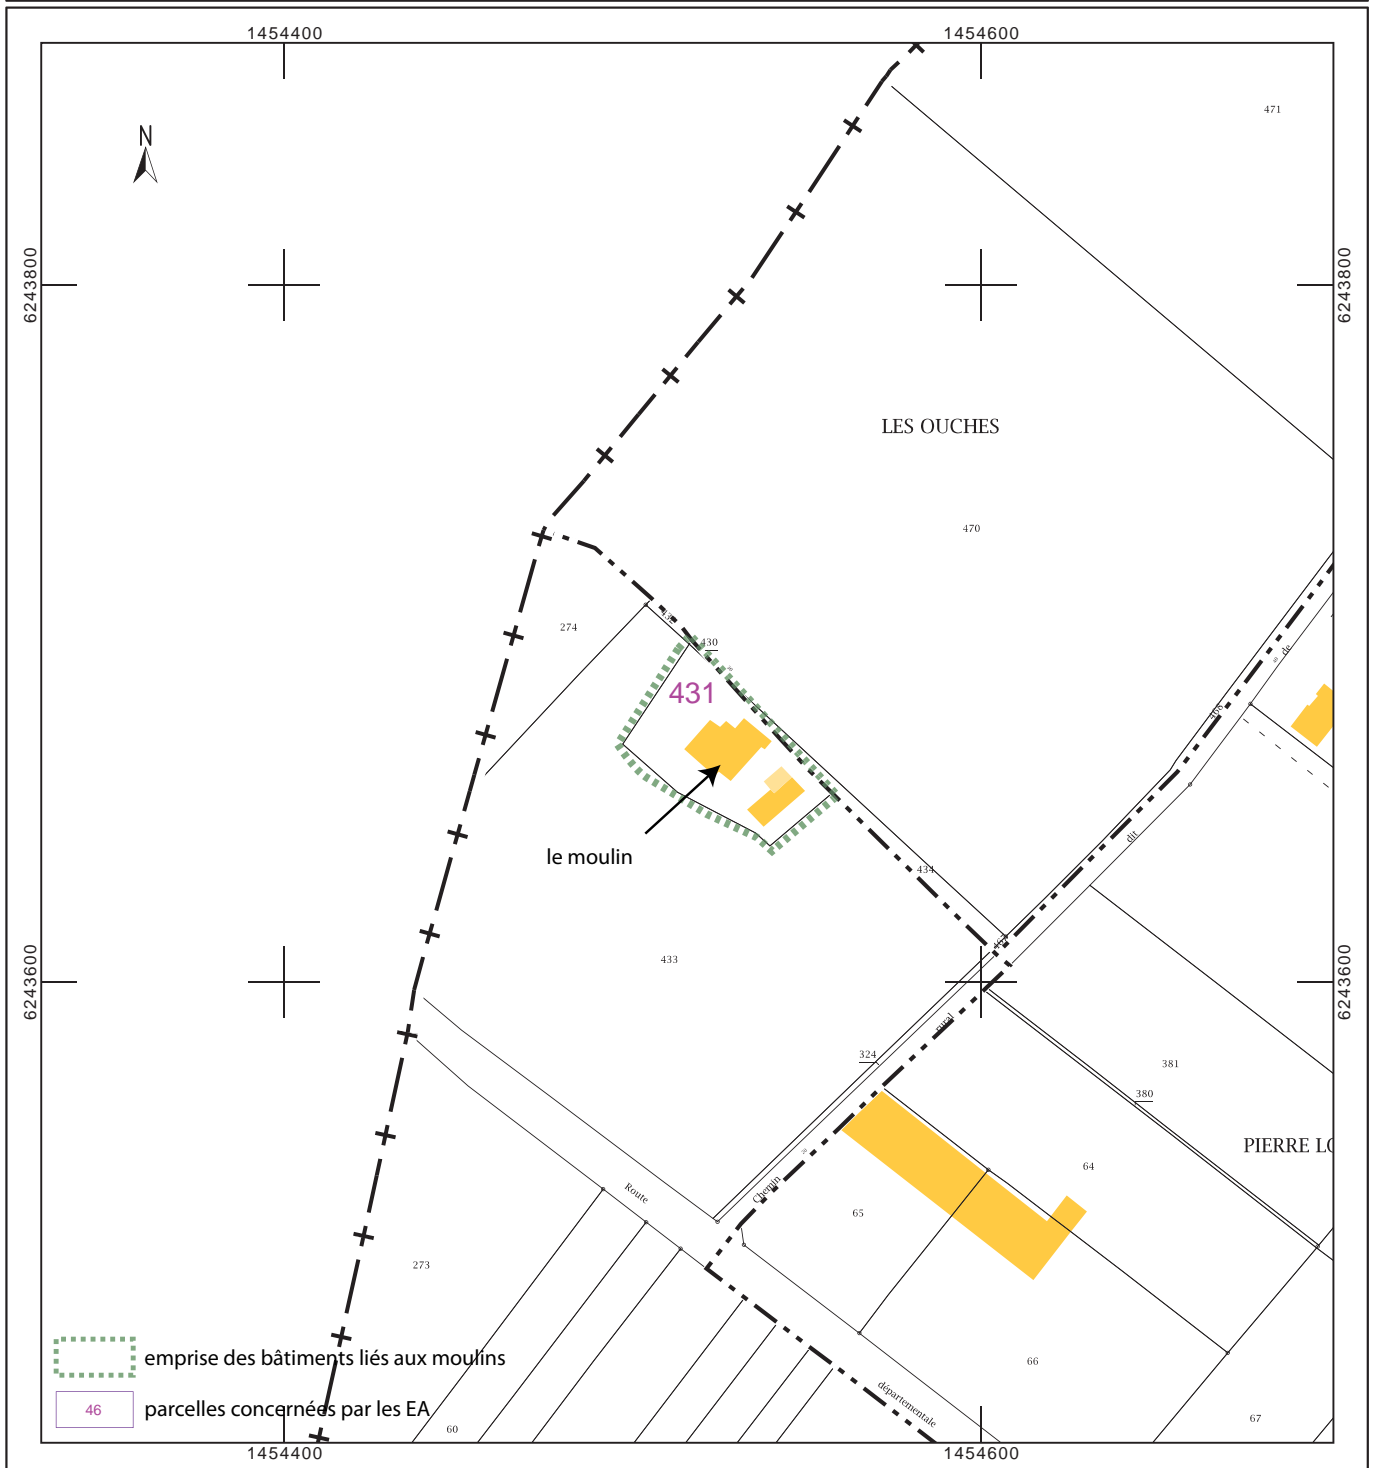 1454400 1454600
471
N
6243800 6243800
LES OUCHES
470
274
430
431
de
468
le moulin
dit
434
433
6243600 6243600
rural
324
381
380
PIERRE LO
64
Chemin
Route
65
273
emprise des bâtiments liés aux moulins
66
46 parcelles concernées par les EA
départementale
67
60
1454400 1454600